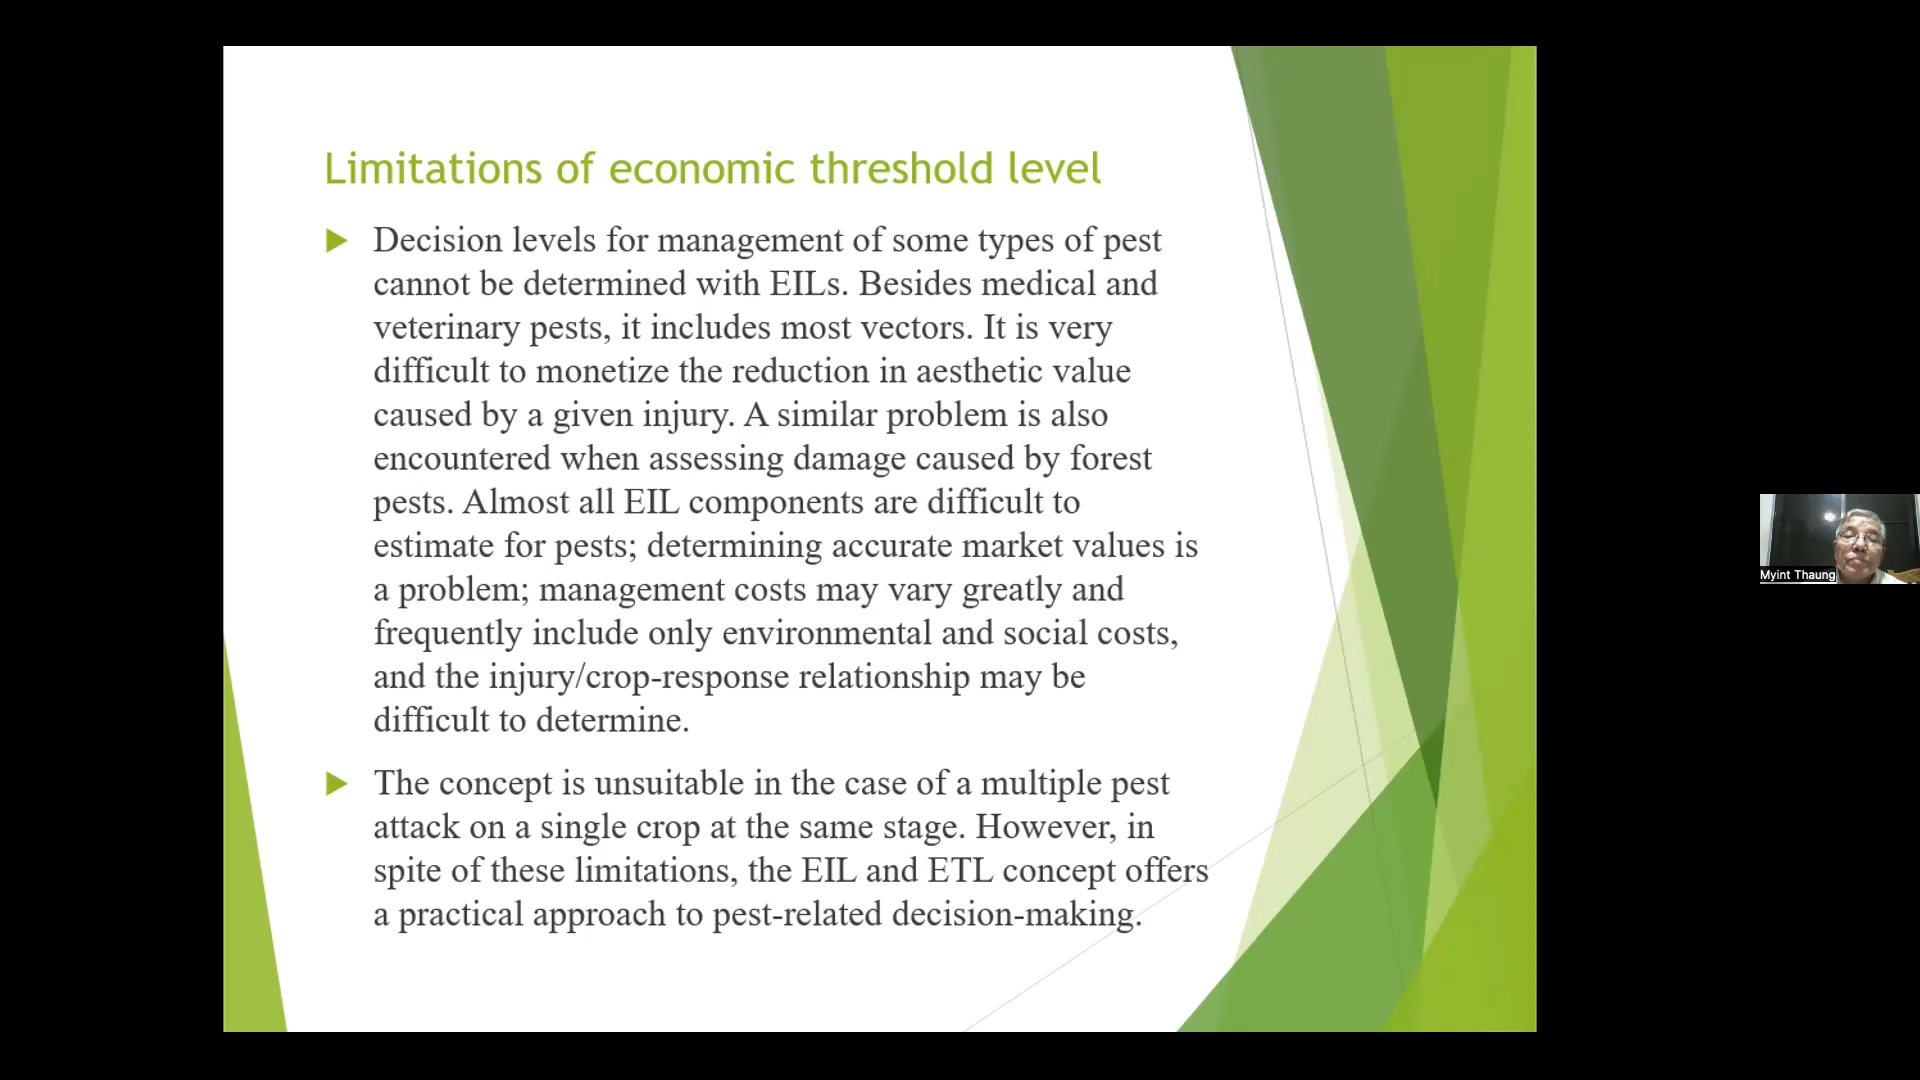 Limitations of economic threshold level
Decision levels for management of some types of pest
cannot be determined with EILs. Besides medical and
veterinary pests, it includes most vectors. It is very
difficult to monetize the reduction in aesthetic value
caused by a given injury. A similar problem is also
encountered when assessing damage caused by forest
pests. Almost all EIL components are difficult to
estimate for pests; determining accurate market values is
a problem; management costs may vary greatly and
frequently include only environmental and social costs,
and the injury/crop-response relationship may be
difficult to determine.
The concept is unsuitable in the case of a multiple pest
attack on a single crop at the same stage. However, in
spite of these limitations, the EIL and ETL concept offers
a practical approach to pest-related decision-making.
Myint Thaung